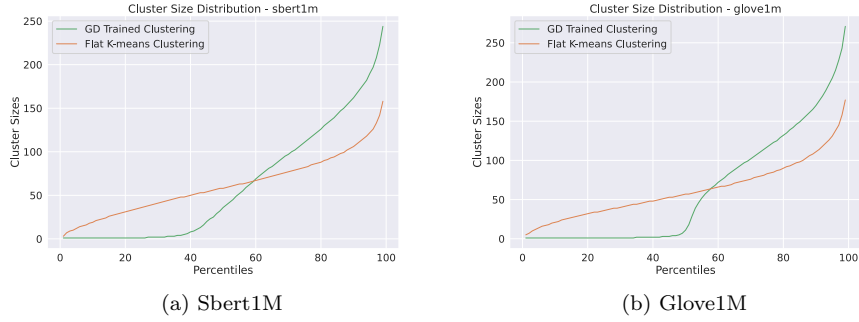 Cluster Size Distribution - sbert1m
GD Trained Clustering
Flat K-means Clustering
Cluster Sizes
250
200
150
100
50
0
0 20 40 60 80 100
Percentiles
(a) Sbert1M
Cluster Size Distribution - glove1m
GD Trained Clustering
Flat K-means Clustering
Cluster Sizes
250
200
150
100
50
0
0 20 40 60 80 100
Percentiles
(b) Glove1M